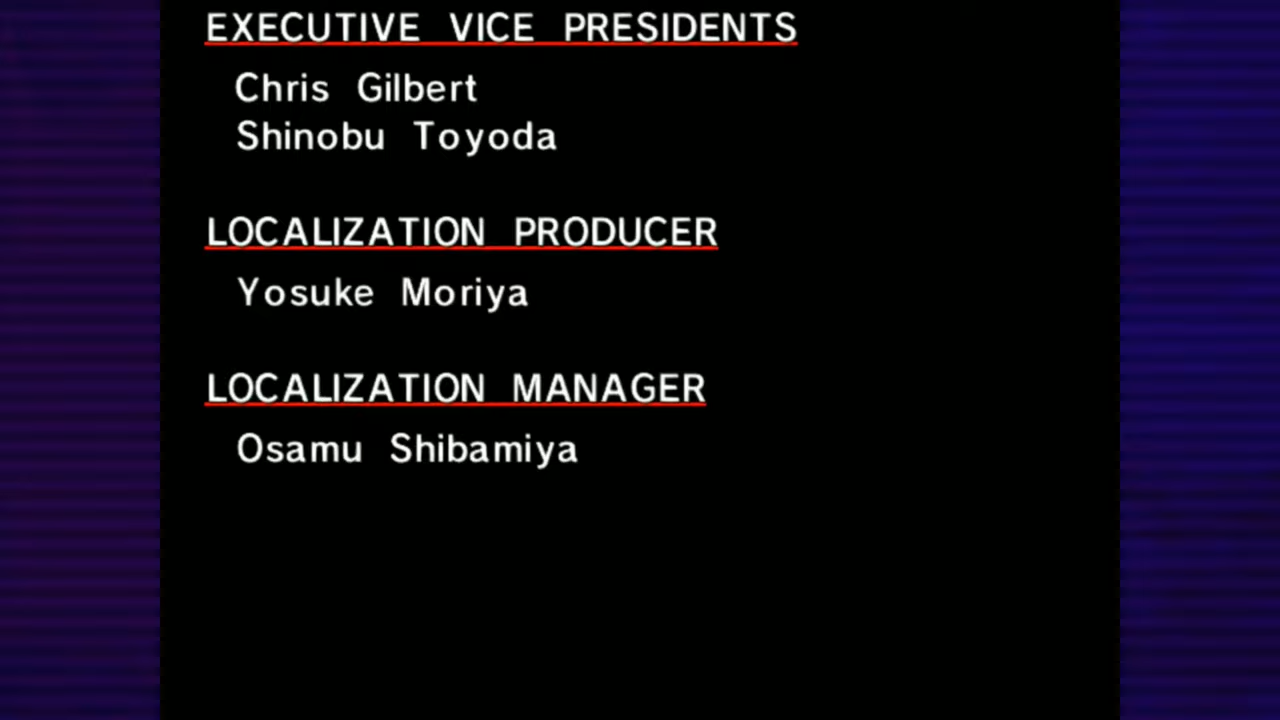 EXECUTIVE VICE PRESIDENTS
Chris Gilbert
Shinobu Toyoda
LOCALIZATION PRODUCER
Yosuke Moriya
LOCALIZATION MANAGER
Osamu Shibamiya